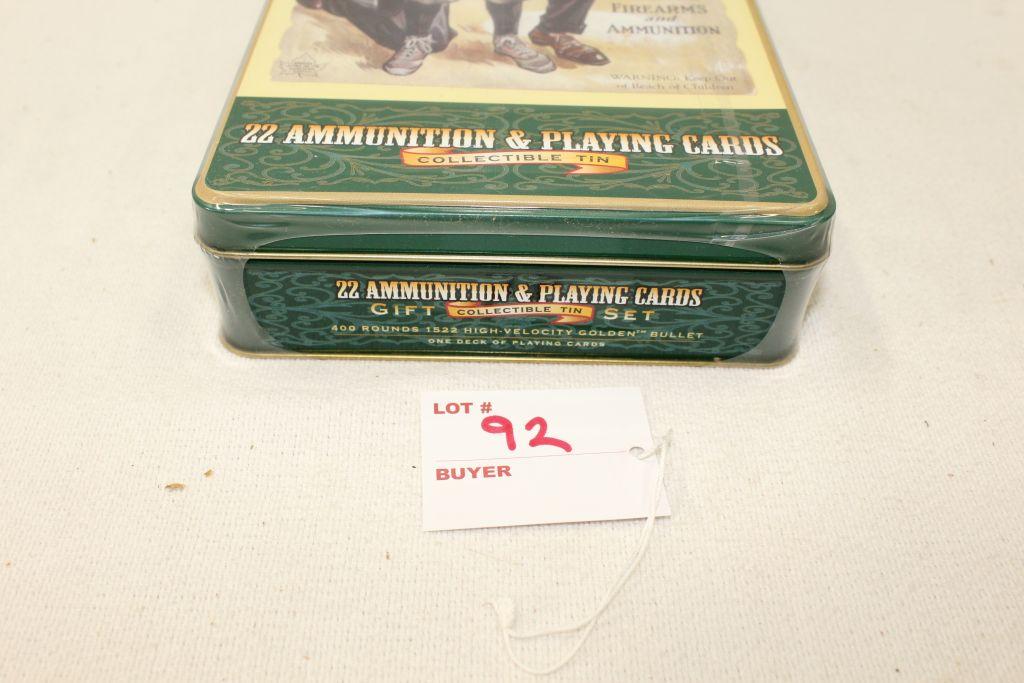 FIREARMS
and
AMMUNITION
WARNING: Keep Out
of Reach of Children
22 AMMUNITION & PLAYING CARDS
COLLECTIBLE TIN
22 AMMUNITION & PLAYING CARDS
GIFT COLLECTIBLE TIN SET
400 ROUNDS 1522 HIGH-VELOCITY GOLDEN™ BULLET
ONE DECK OF PLAYING CARDS
LOT #
92
BUYER